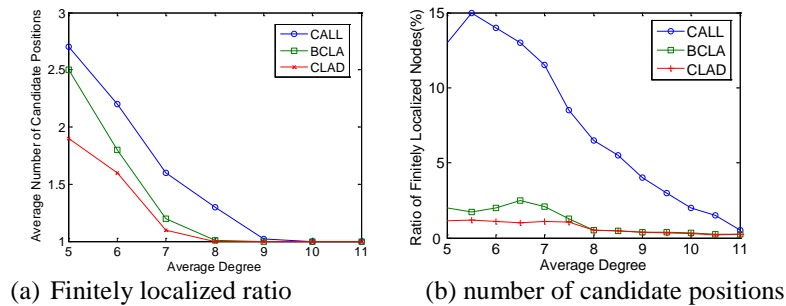 3
2.5
2
1.5
1
5
6
7
8
9
10
11
Average Number of Candidate Positions
Average Degree
CALL
BCLA
CLAD
15
10
5
0
5
6
7
8
9
10
11
Ratio of Finitely Localized Nodes(%)
Average Degree
CALL
BCLA
CLAD
(a) Finitely localized ratio
(b) number of candidate positions